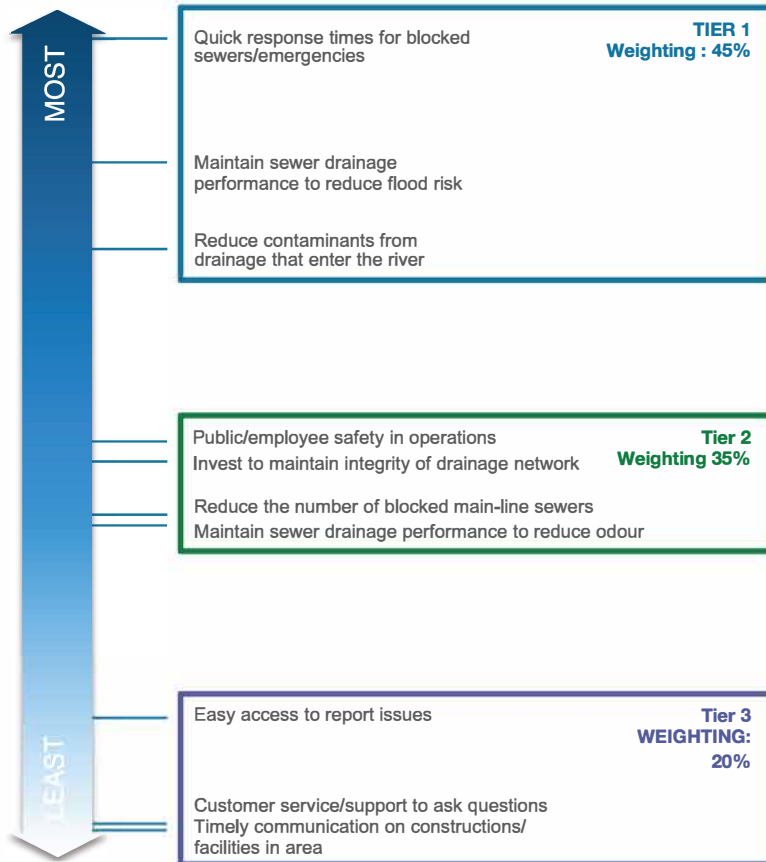 MOST
Quick response times for blocked
sewers/emergencies
TIER 1
Weighting : 45%
Maintain sewer drainage
performance to reduce flood risk
Reduce contaminants from
drainage that enter the river
Public/employee safety in operations
Tier 2
Invest to maintain integrity of drainage network
Weighting 35%
Reduce the number of blocked main-line sewers
Maintain sewer drainage performance to reduce odour
Easy access to report issues
Tier 3
WEIGHTING:
20%
LEAST
Customer service/support to ask questions
Timely communication on constructions/
facilities in area